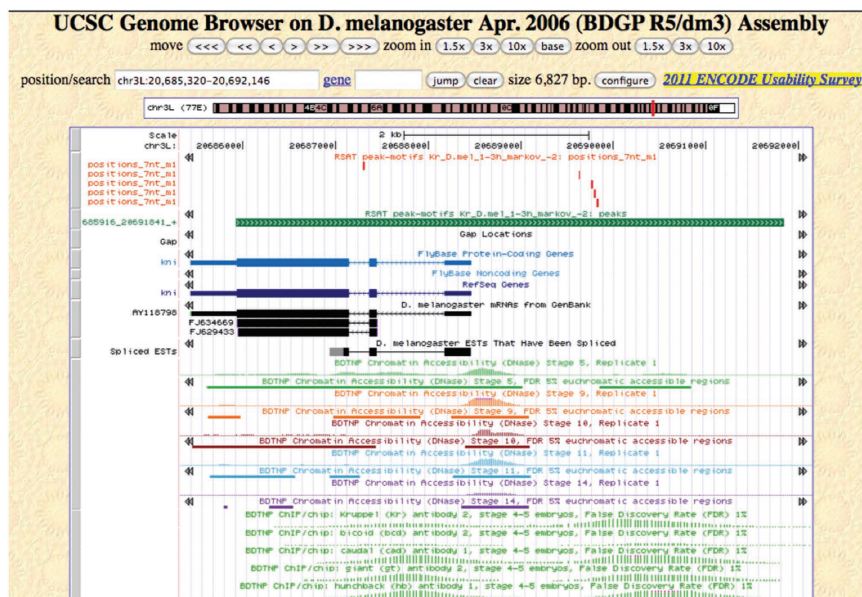 UCSC Genome Browser on D. melanogaster Apr. 2006 (BDGP R5/dm3) Assembly
move <<< << < > >> >>> zoom in 1.5x 3x 10x base zoom out 1.5x 3x 10x
position/search chr3L:20,685,320-20,692,146 gene jump clear size 6,827 bp. configure 2011 ENCODE Usability Survey
chr3L (77E)
Scale 2 kb
chr3L: 20686000 20687000 20688000 20689000 20690000 20691000 20692000
RSAT peak-motifs Kr_D.mel_1-3h_markov_-2: positions_7nt_m1
positions_7nt_m1
positions_7nt_m1
positions_7nt_m1
positions_7nt_m1
positions_7nt_m1
RSAT peak-motifs Kr_D.mel_1-3h_markov_-2: peaks
685916_20691841_+
Gap Locations
Gap
FlyBase Protein-Coding Genes
kni
FlyBase Noncoding Genes
RefSeq Genes
kni
D. melanogaster mRNAs from GenBank
AY118798
FJ634669
FJ629433
D. melanogaster ESTs That Have Been Spliced
Spliced ESTs
BDTNP Chromatin Accessibility (DNase) Stage 5, Replicate 1
BDTNP Chromatin Accessibility (DNase) Stage 5, FDR 5% euchromatic accessible regions
BDTNP Chromatin Accessibility (DNase) Stage 9, Replicate 1
BDTNP Chromatin Accessibility (DNase) Stage 9, FDR 5% euchromatic accessible regions
BDTNP Chromatin Accessibility (DNase) Stage 10, Replicate 1
BDTNP Chromatin Accessibility (DNase) Stage 10, FDR 5% euchromatic accessible regions
BDTNP Chromatin Accessibility (DNase) Stage 11, Replicate 1
BDTNP Chromatin Accessibility (DNase) Stage 11, FDR 5% euchromatic accessible regions
BDTNP Chromatin Accessibility (DNase) Stage 14, Replicate 1
BDTNP Chromatin Accessibility (DNase) Stage 14, FDR 5% euchromatic accessible regions
BDTNP ChIP/chip: Kruppel (Kr) antibody 2, stage 4-5 embryos, False Discovery Rate (FDR) 1%
BDTNP ChIP/chip: bicoid (bcd) antibody 2, stage 4-5 embryos, False Discovery Rate (FDR) 1%
BDTNP ChIP/chip: caudal (cad) antibody 1, stage 4-5 embryos, False Discovery Rate (FDR) 1%
BDTNP ChIP/chip: giant (gt) antibody 2, stage 4-5 embryos, False Discovery Rate (FDR) 1%
BDTNP ChIP/chip: hunchback (hb) antibody 1, stage 4-5 embryos, False Discovery Rate (FDR) 1%